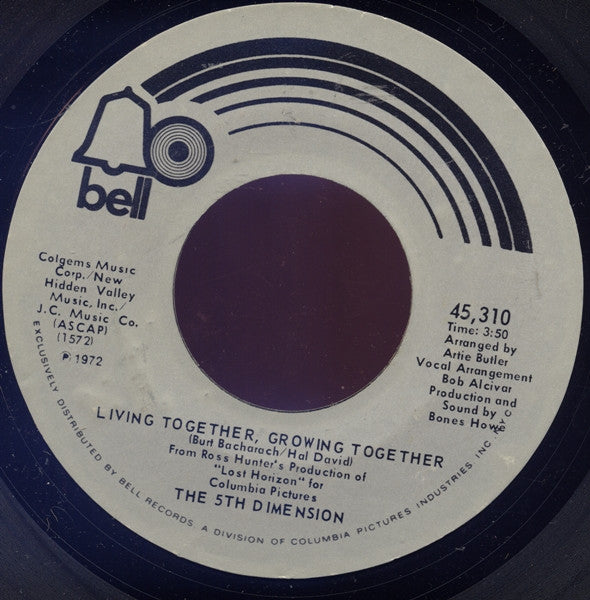 bell
Colgems Music
Corp./New
Hidden Valley
Music, Inc./
J.C. Music Co.
(ASCAP)
(1572)
℗ 1972
45,310
Time: 3:50
Arranged by
Artie Butler
Vocal Arrangement
Bob Alcivar
Production and
Sound by
Bones Howe
LIVING TOGETHER, GROWING TOGETHER
(Burt Bacharach/Hal David)
From Ross Hunter's Production of
"Lost Horizon" for
Columbia Pictures
THE 5TH DIMENSION
EXCLUSIVELY DISTRIBUTED BY BELL RECORDS, A DIVISION OF COLUMBIA PICTURES INDUSTRIES, INC. N.Y.C.